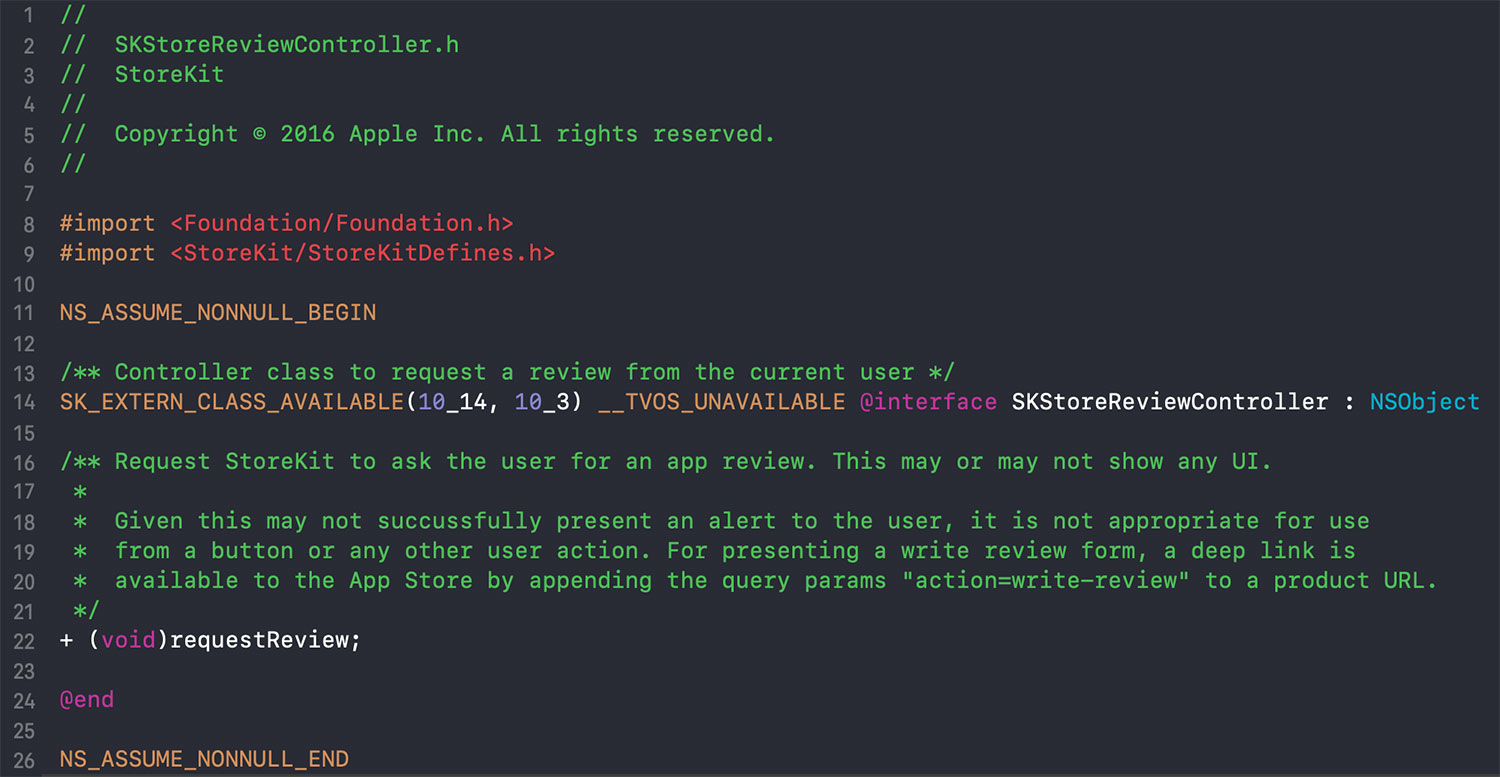 1 //
2 //  SKStoreReviewController.h
3 //  StoreKit
4 //
5 //  Copyright © 2016 Apple Inc. All rights reserved.
6 //
7
8 #import <Foundation/Foundation.h>
9 #import <StoreKit/StoreKitDefines.h>
10
11 NS_ASSUME_NONNULL_BEGIN
12
13 /** Controller class to request a review from the current user */
14 SK_EXTERN_CLASS_AVAILABLE(10_14, 10_3) __TVOS_UNAVAILABLE @interface SKStoreReviewController : NSObject
15
16 /** Request StoreKit to ask the user for an app review. This may or may not show any UI.
17  *
18  *  Given this may not succussfully present an alert to the user, it is not appropriate for use
19  *  from a button or any other user action. For presenting a write review form, a deep link is
20  *  available to the App Store by appending the query params "action=write-review" to a product URL.
21  */
22 + (void)requestReview;
23
24 @end
25
26 NS_ASSUME_NONNULL_END